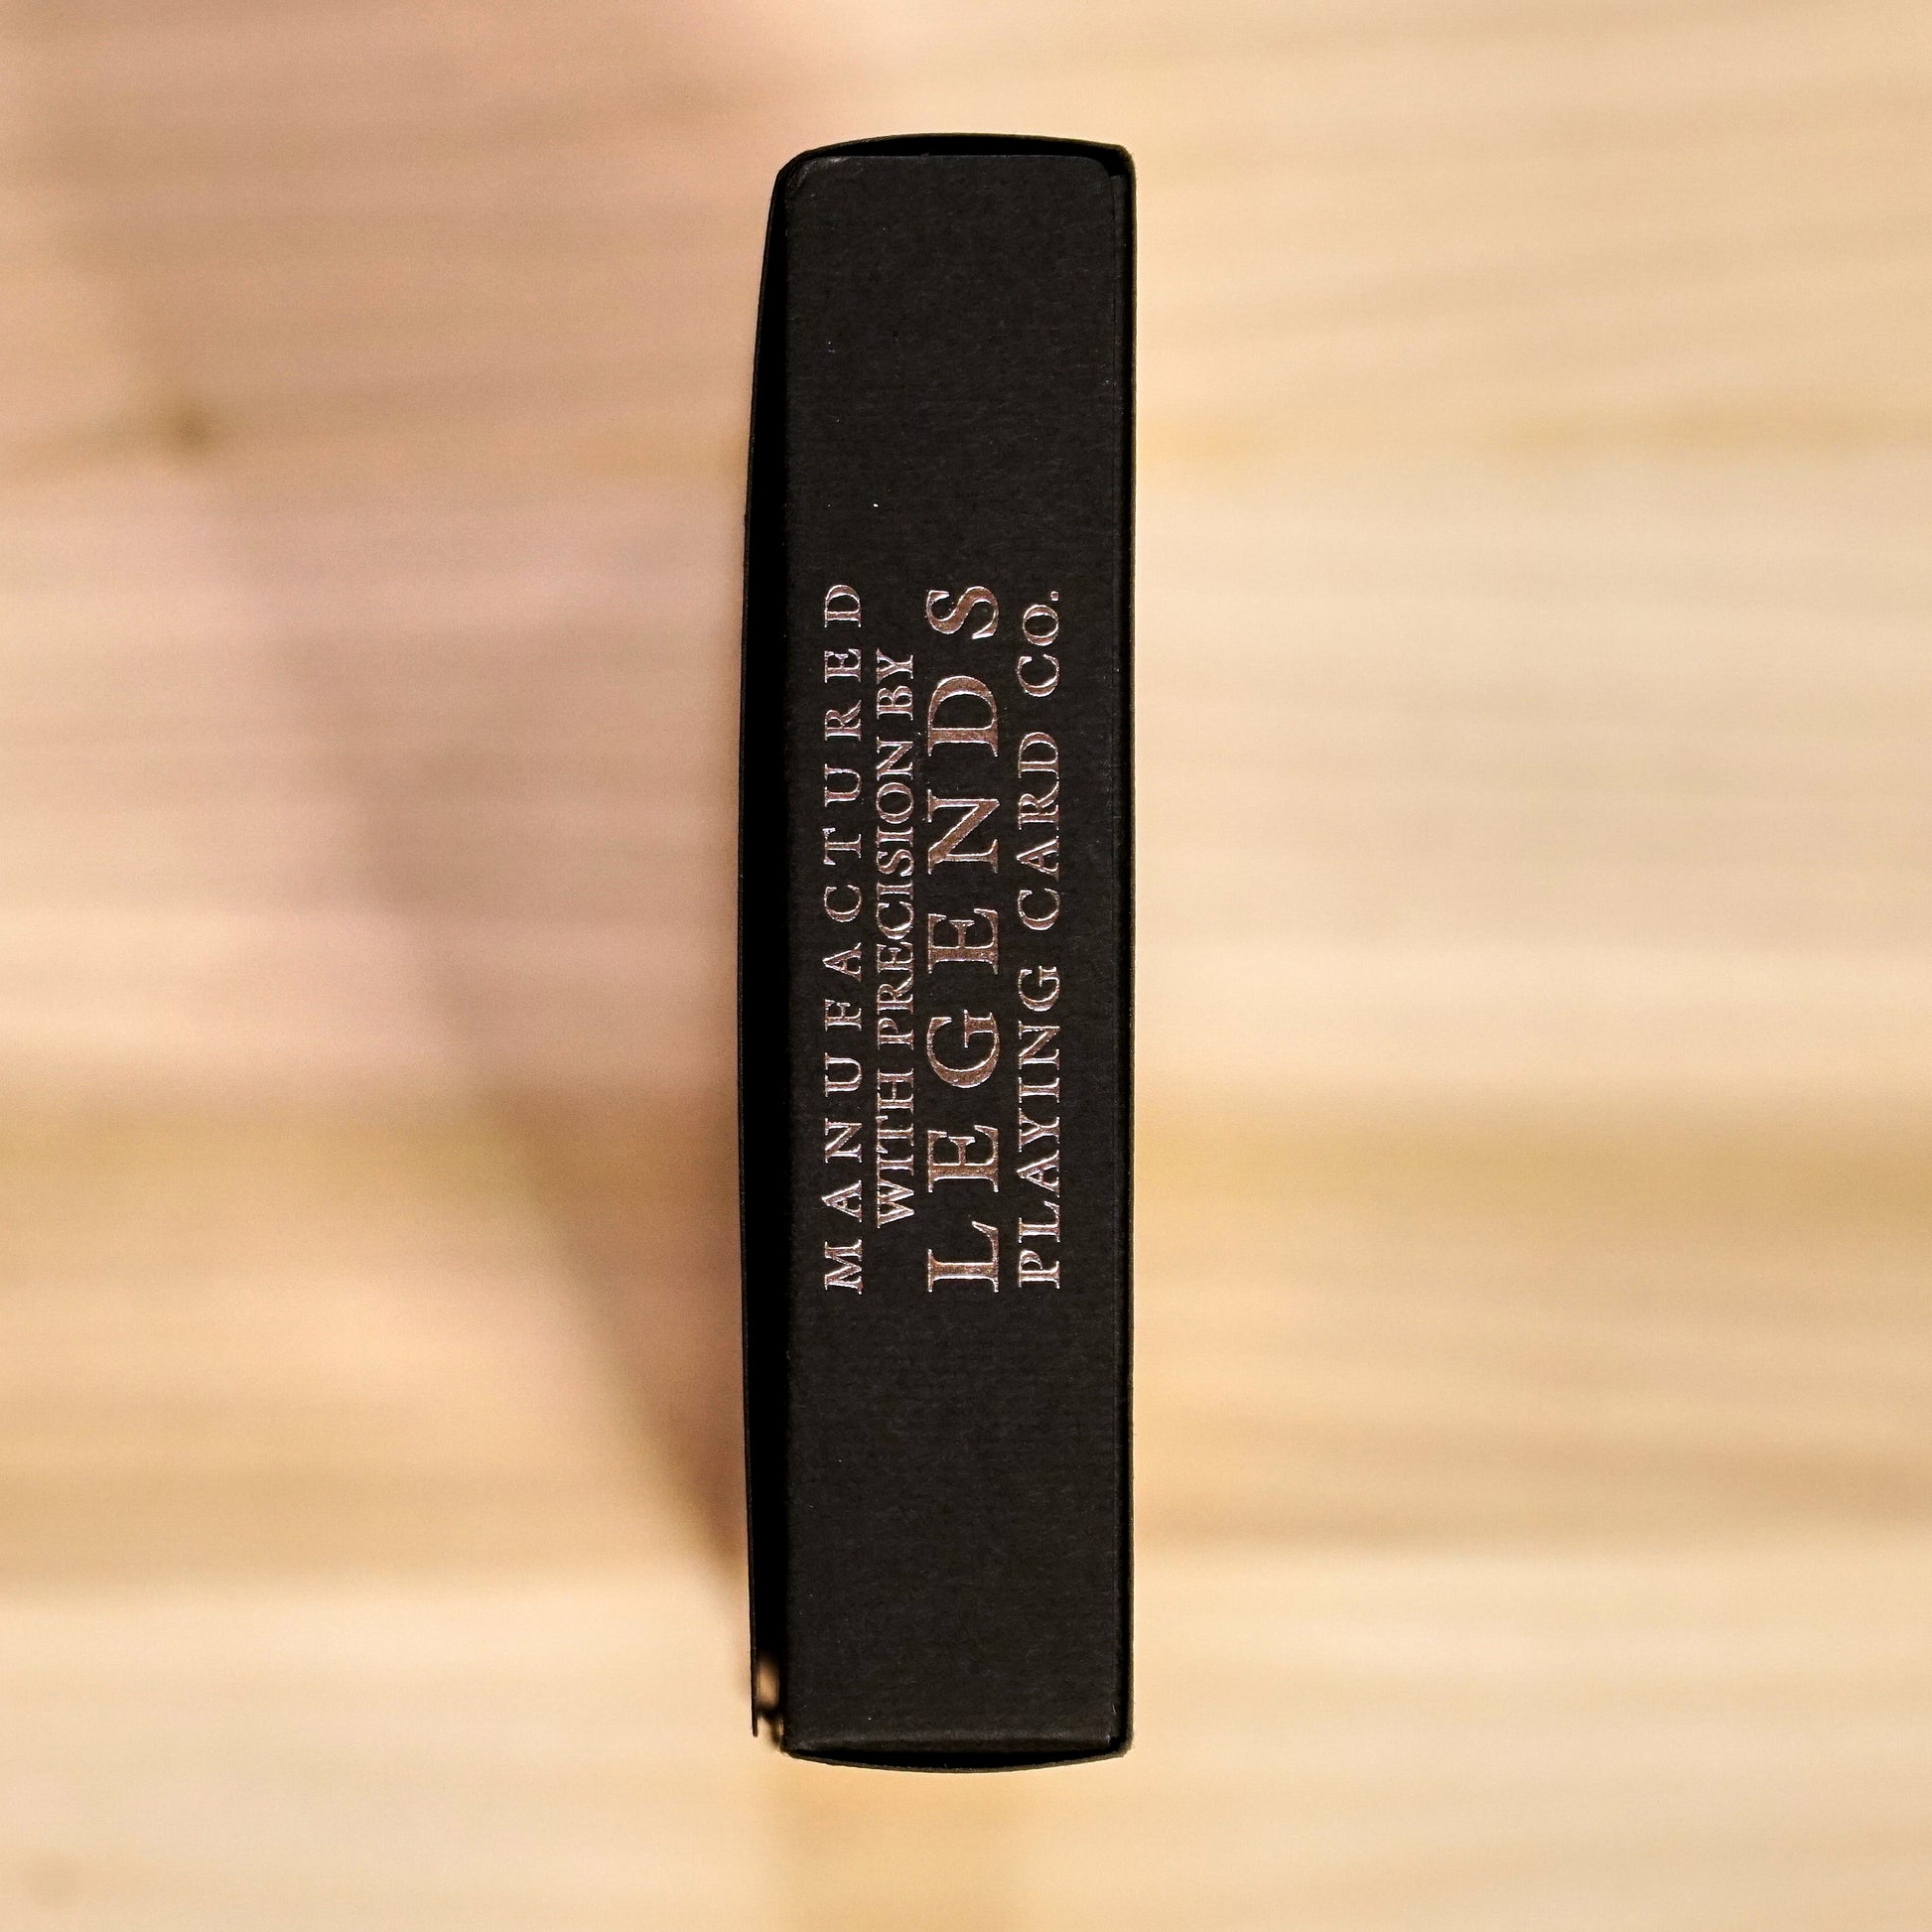 MANUFACTURED
WITH PRECISION BY
LEGENDS
PLAYING CARD CO.